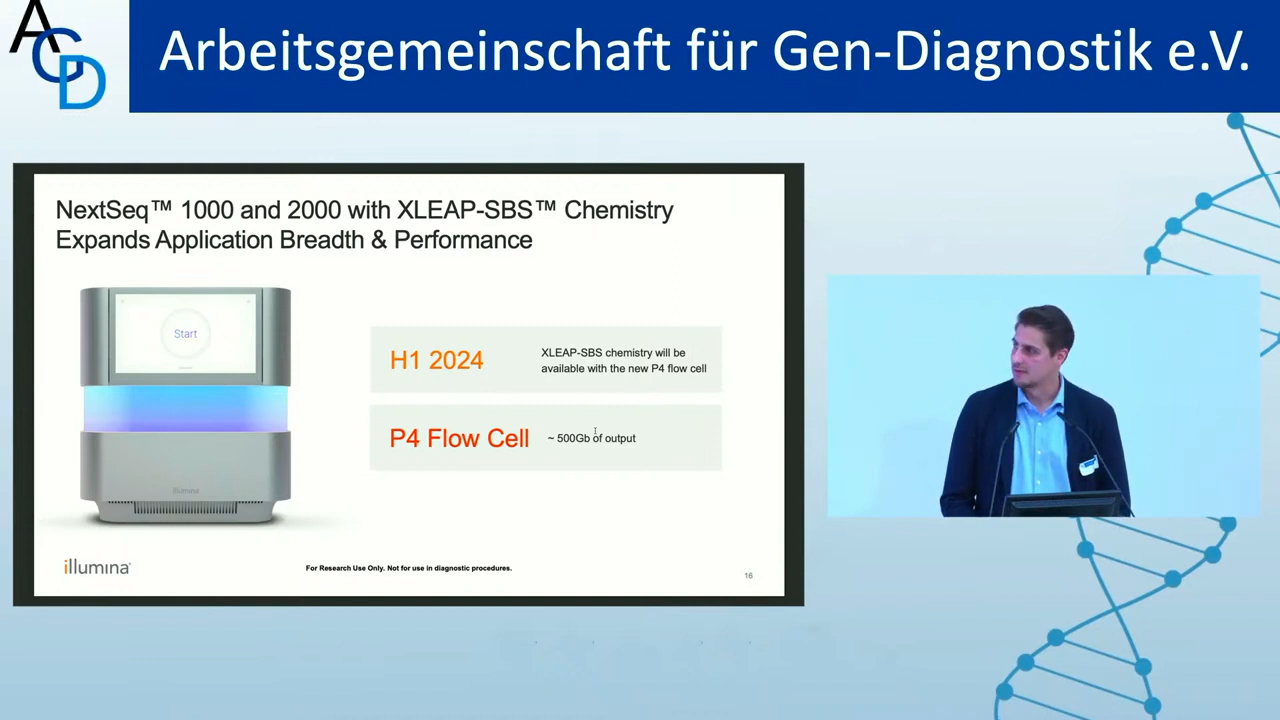 AGD
Arbeitsgemeinschaft für Gen-Diagnostik e.V.
NextSeq™ 1000 and 2000 with XLEAP-SBS™ Chemistry
Expands Application Breadth & Performance
Start
illumina
H1 2024
XLEAP-SBS chemistry will be
available with the new P4 flow cell
P4 Flow Cell
~ 500Gb of output
illumina®
For Research Use Only. Not for use in diagnostic procedures.
16